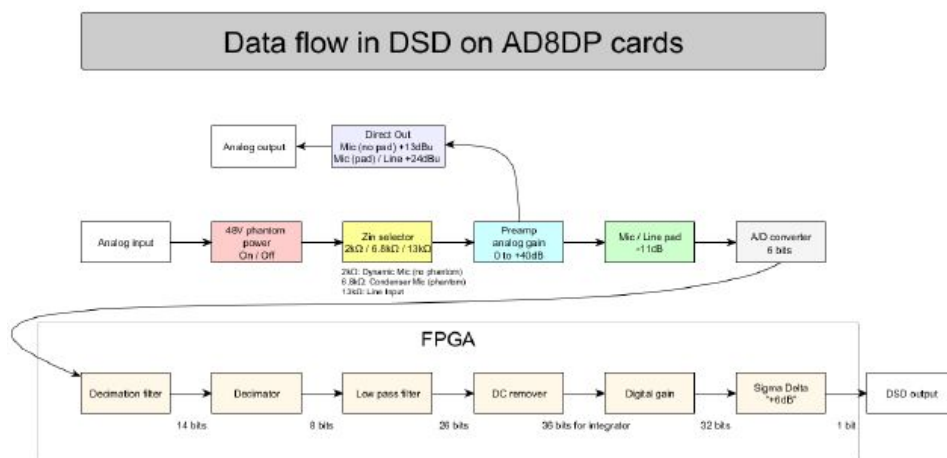 Data flow in DSD on AD8DP cards
Analog output
Direct Out
Mic (no pad) +13dBu
Mic (pad) / Line +24dBu
Analog input
48V phantom
power
On / Off
Zin selector
2kΩ / 6.8kΩ / 13kΩ
Preamp
analog gain
0 to +40dB
Mic / Line pad
-11dB
A/D converter
6 bits
2kΩ: Dynamic Mic (no phantom)
6.8kΩ: Condenser Mic (phantom)
13kΩ: Line Input
FPGA
Decimation filter
Decimator
Low pass filter
DC remover
Digital gain
Sigma Delta
"+6dB"
DSD output
14 bits
8 bits
26 bits
36 bits for integrator
32 bits
1 bit